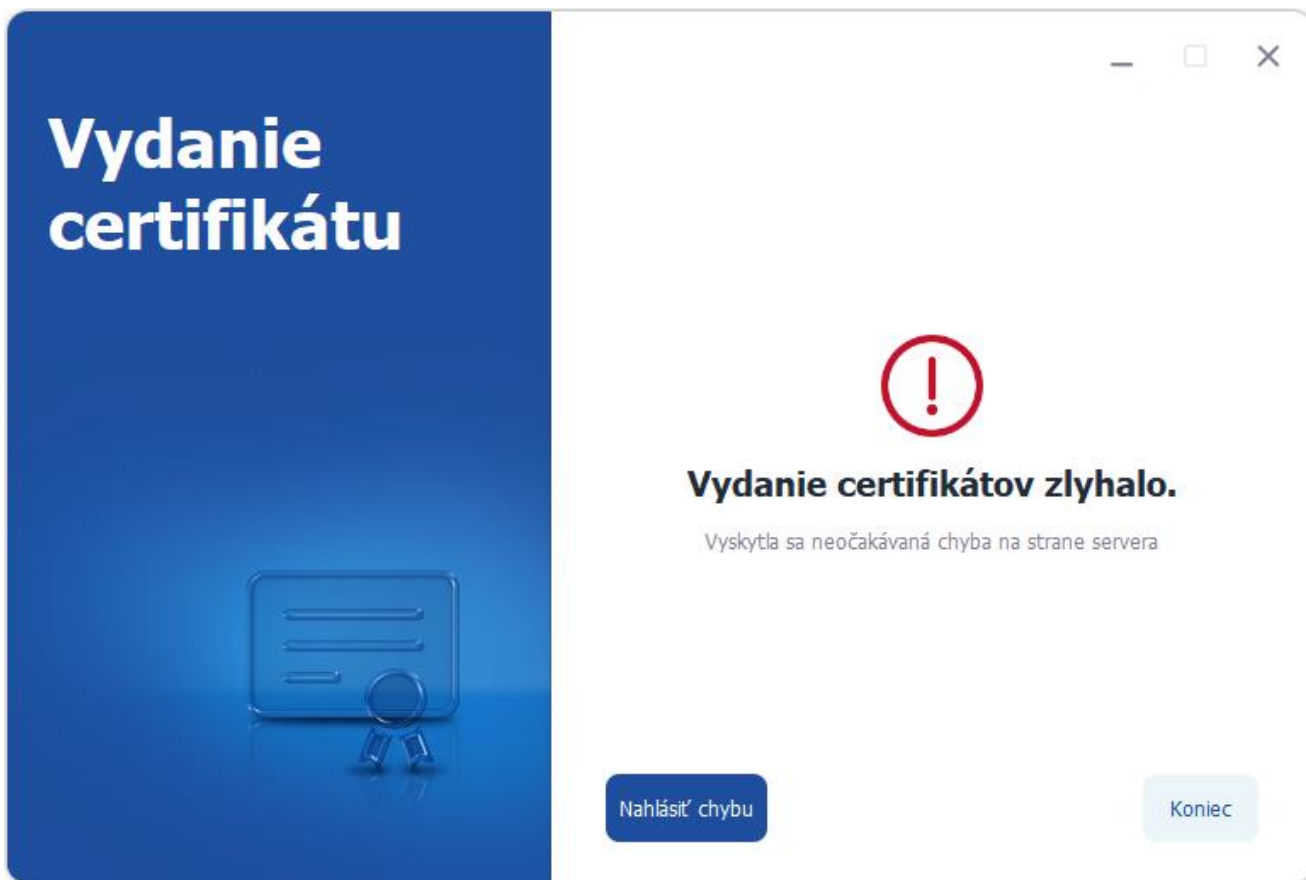 Vydanie
certifikátu
Vydanie certifikátov zlyhalo.
Vyskytla sa neočakávaná chyba na strane servera
Nahlásiť chybu
Koniec